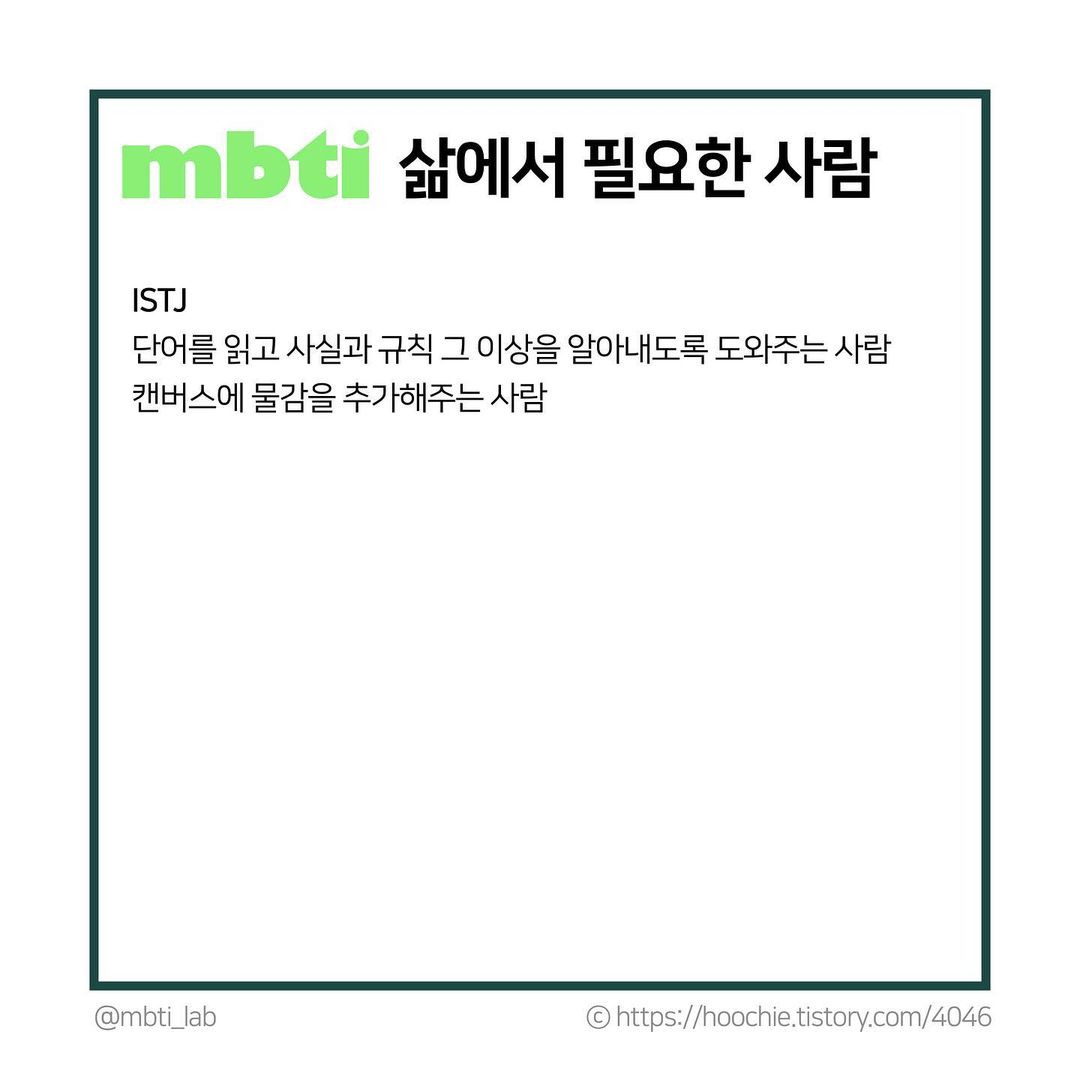 mbti 삶에서 필요한 사람
ISTJ
단어를 읽고 사실과 규칙 그 이상을 알아내도록 도와주는 사람
캔버스에 물감을 추가해주는 사람
@mbti_lab
ⓒ https://hoochie.tistory.com/4046